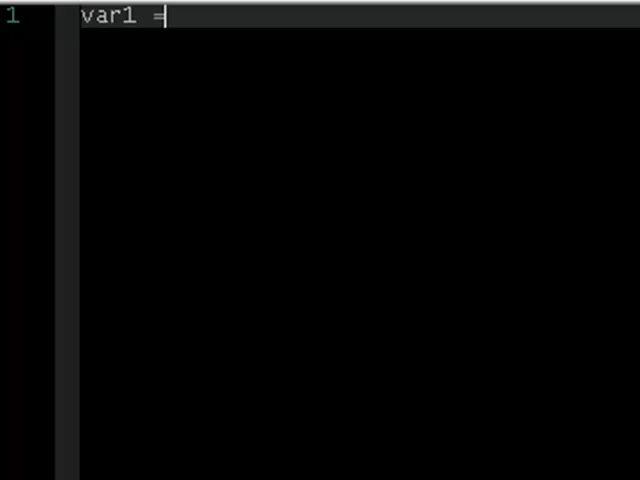 1 var1 =